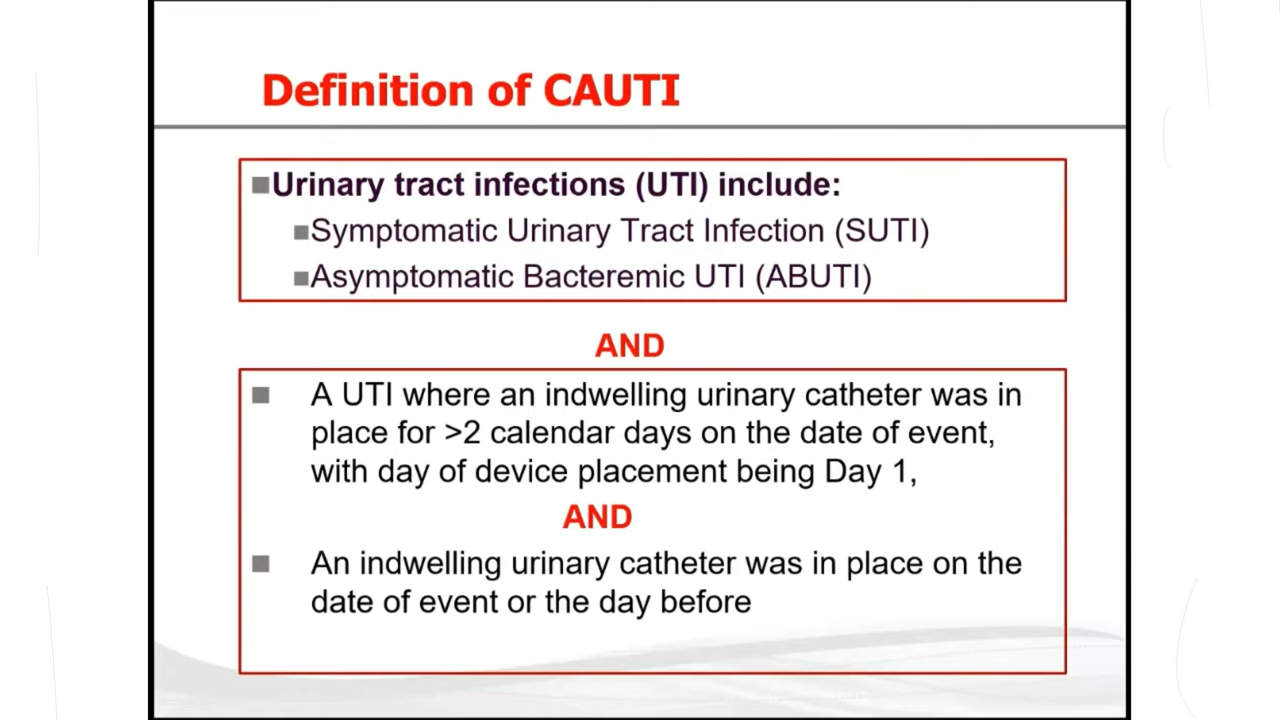 Definition of CAUTI
Urinary tract infections (UTI) include:
Symptomatic Urinary Tract Infection (SUTI)
Asymptomatic Bacteremic UTI (ABUTI)
AND
A UTI where an indwelling urinary catheter was in
place for >2 calendar days on the date of event,
with day of device placement being Day 1,
AND
An indwelling urinary catheter was in place on the
date of event or the day before